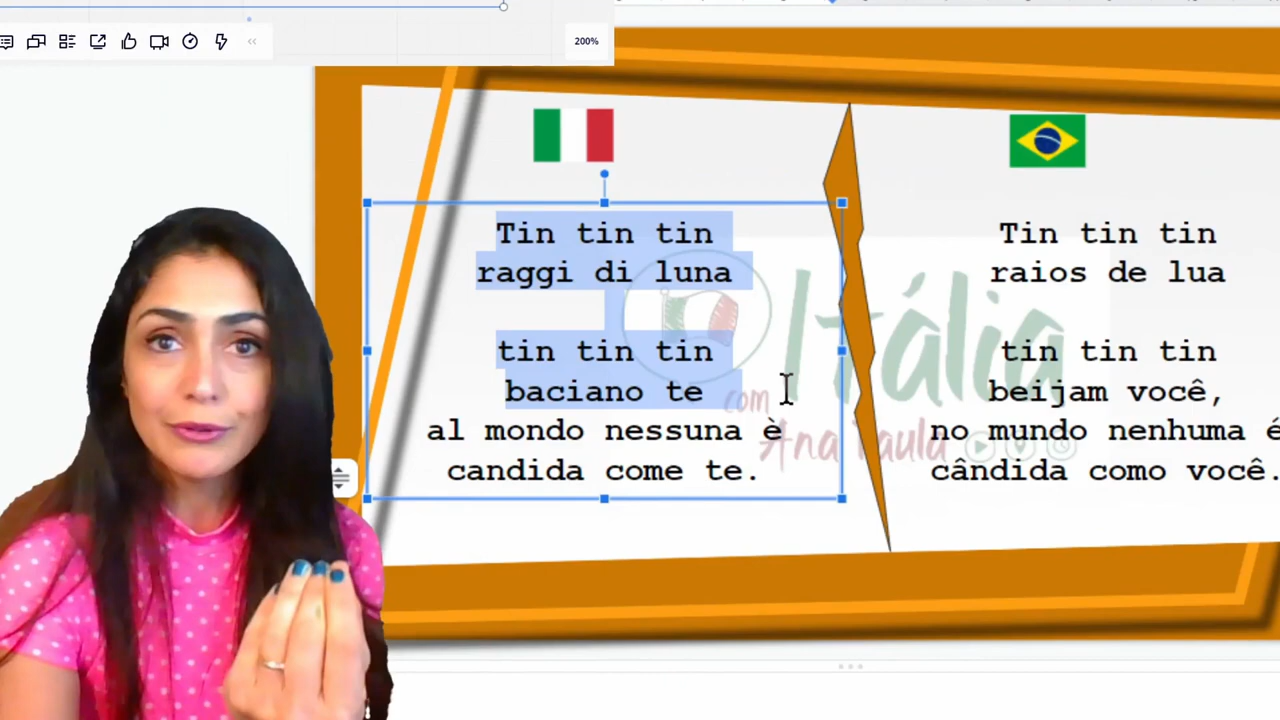 200%
Tin tin tin
raggi di luna
tin tin tin
baciano te
al mondo nessuna è
candida come te.
Tin tin tin
raios de lua
tin tin tin
beijam você,
no mundo nenhuma é
cândida como você.
Itália
com
Ana Paula